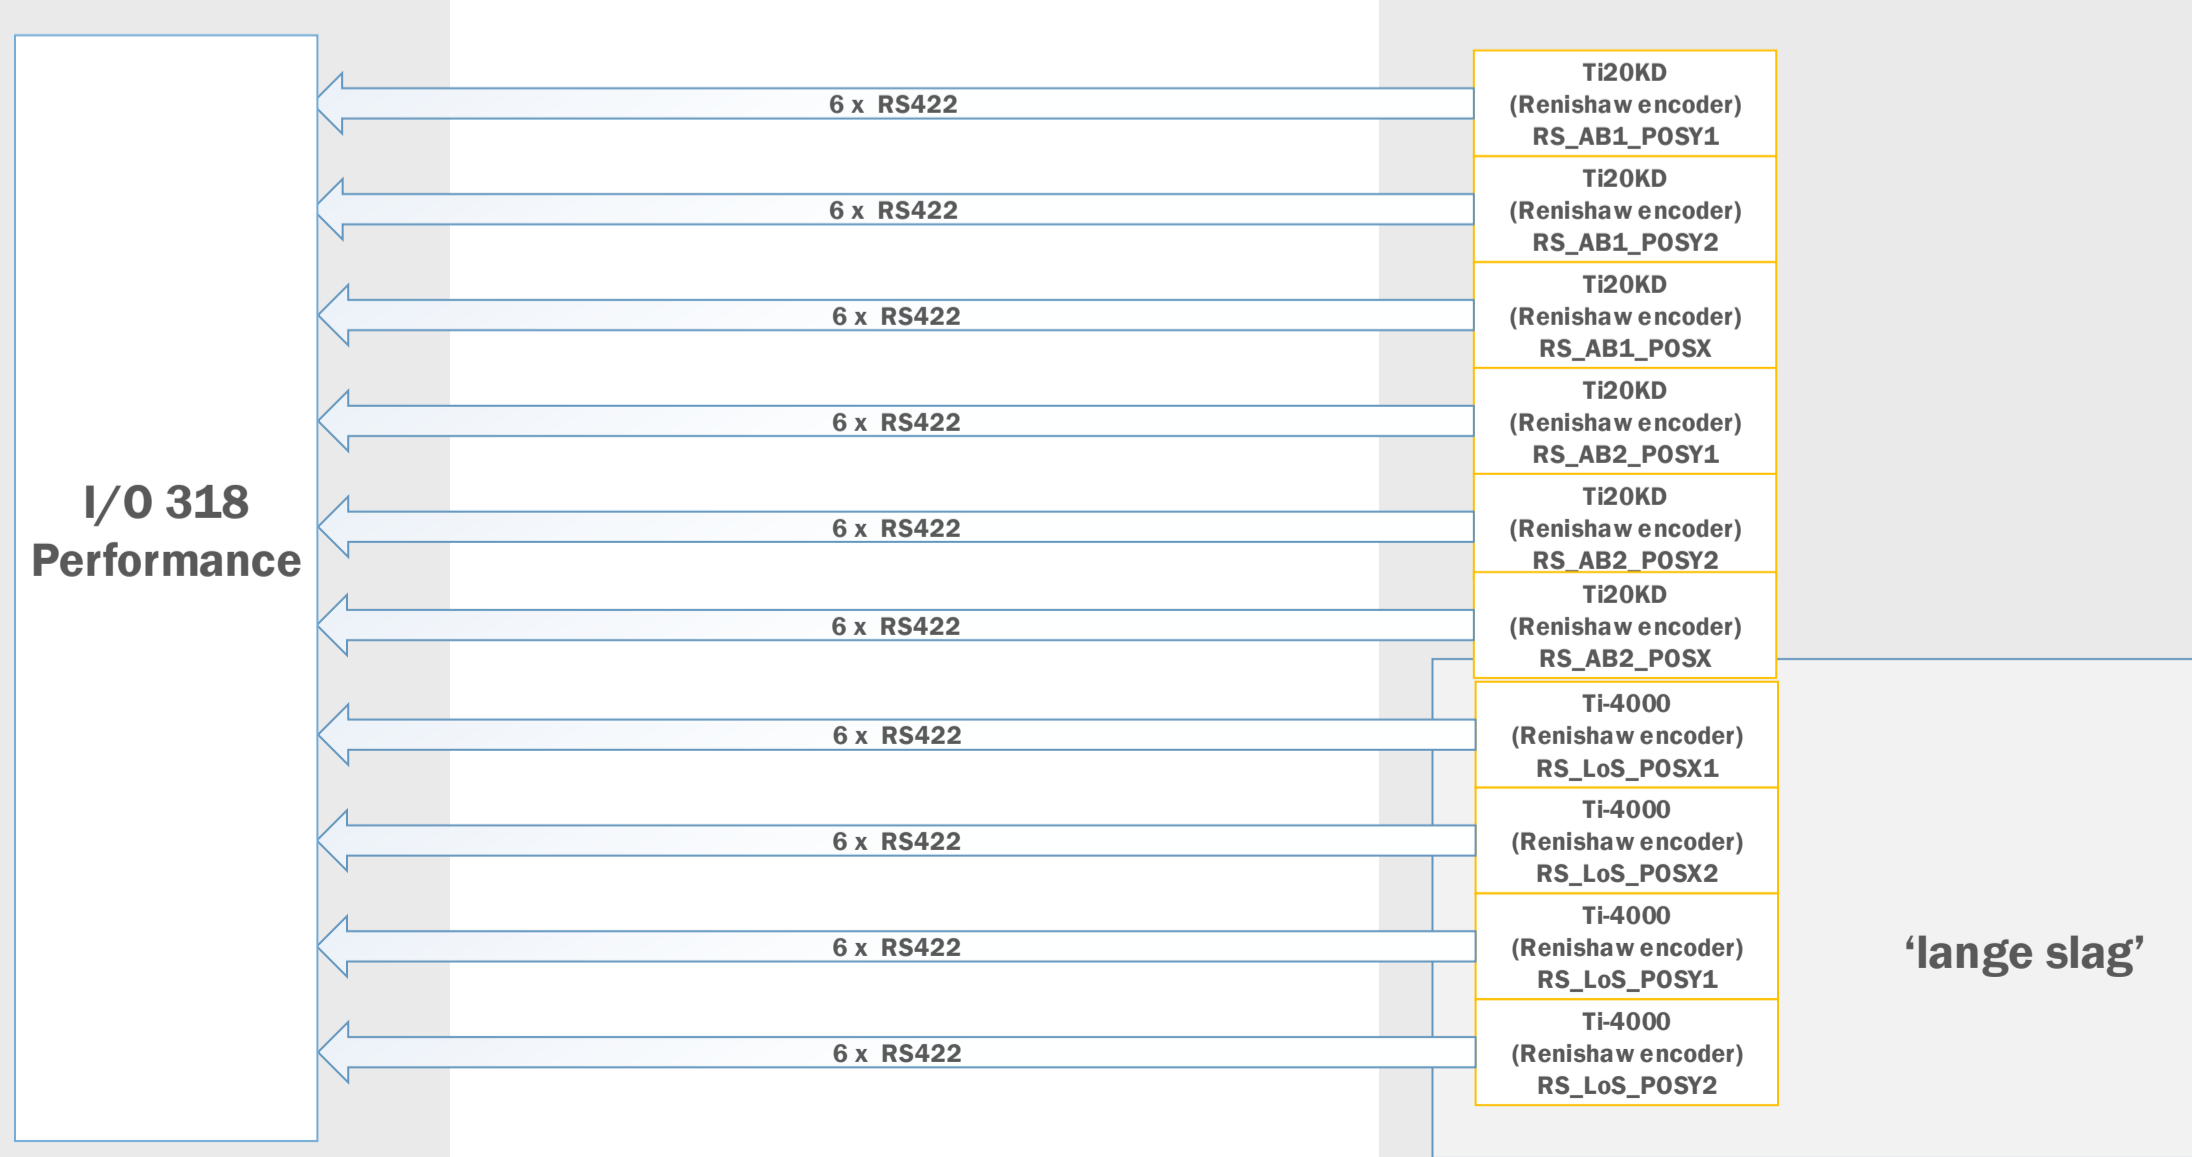 I/O 318
Performance
6 x RS422
Ti20KD
(Renishaw encoder)
RS_AB1_POSY1
6 x RS422
Ti20KD
(Renishaw encoder)
RS_AB1_POSY2
6 x RS422
Ti20KD
(Renishaw encoder)
RS_AB1_POSX
6 x RS422
Ti20KD
(Renishaw encoder)
RS_AB2_POSY1
6 x RS422
Ti20KD
(Renishaw encoder)
RS_AB2_POSY2
6 x RS422
Ti20KD
(Renishaw encoder)
RS_AB2_POSX
6 x RS422
Ti-4000
(Renishaw encoder)
RS_LoS_POSX1
6 x RS422
Ti-4000
(Renishaw encoder)
RS_LoS_POSX2
6 x RS422
Ti-4000
(Renishaw encoder)
RS_LoS_POSY1
6 x RS422
Ti-4000
(Renishaw encoder)
RS_LoS_POSY2
‘lange slag’